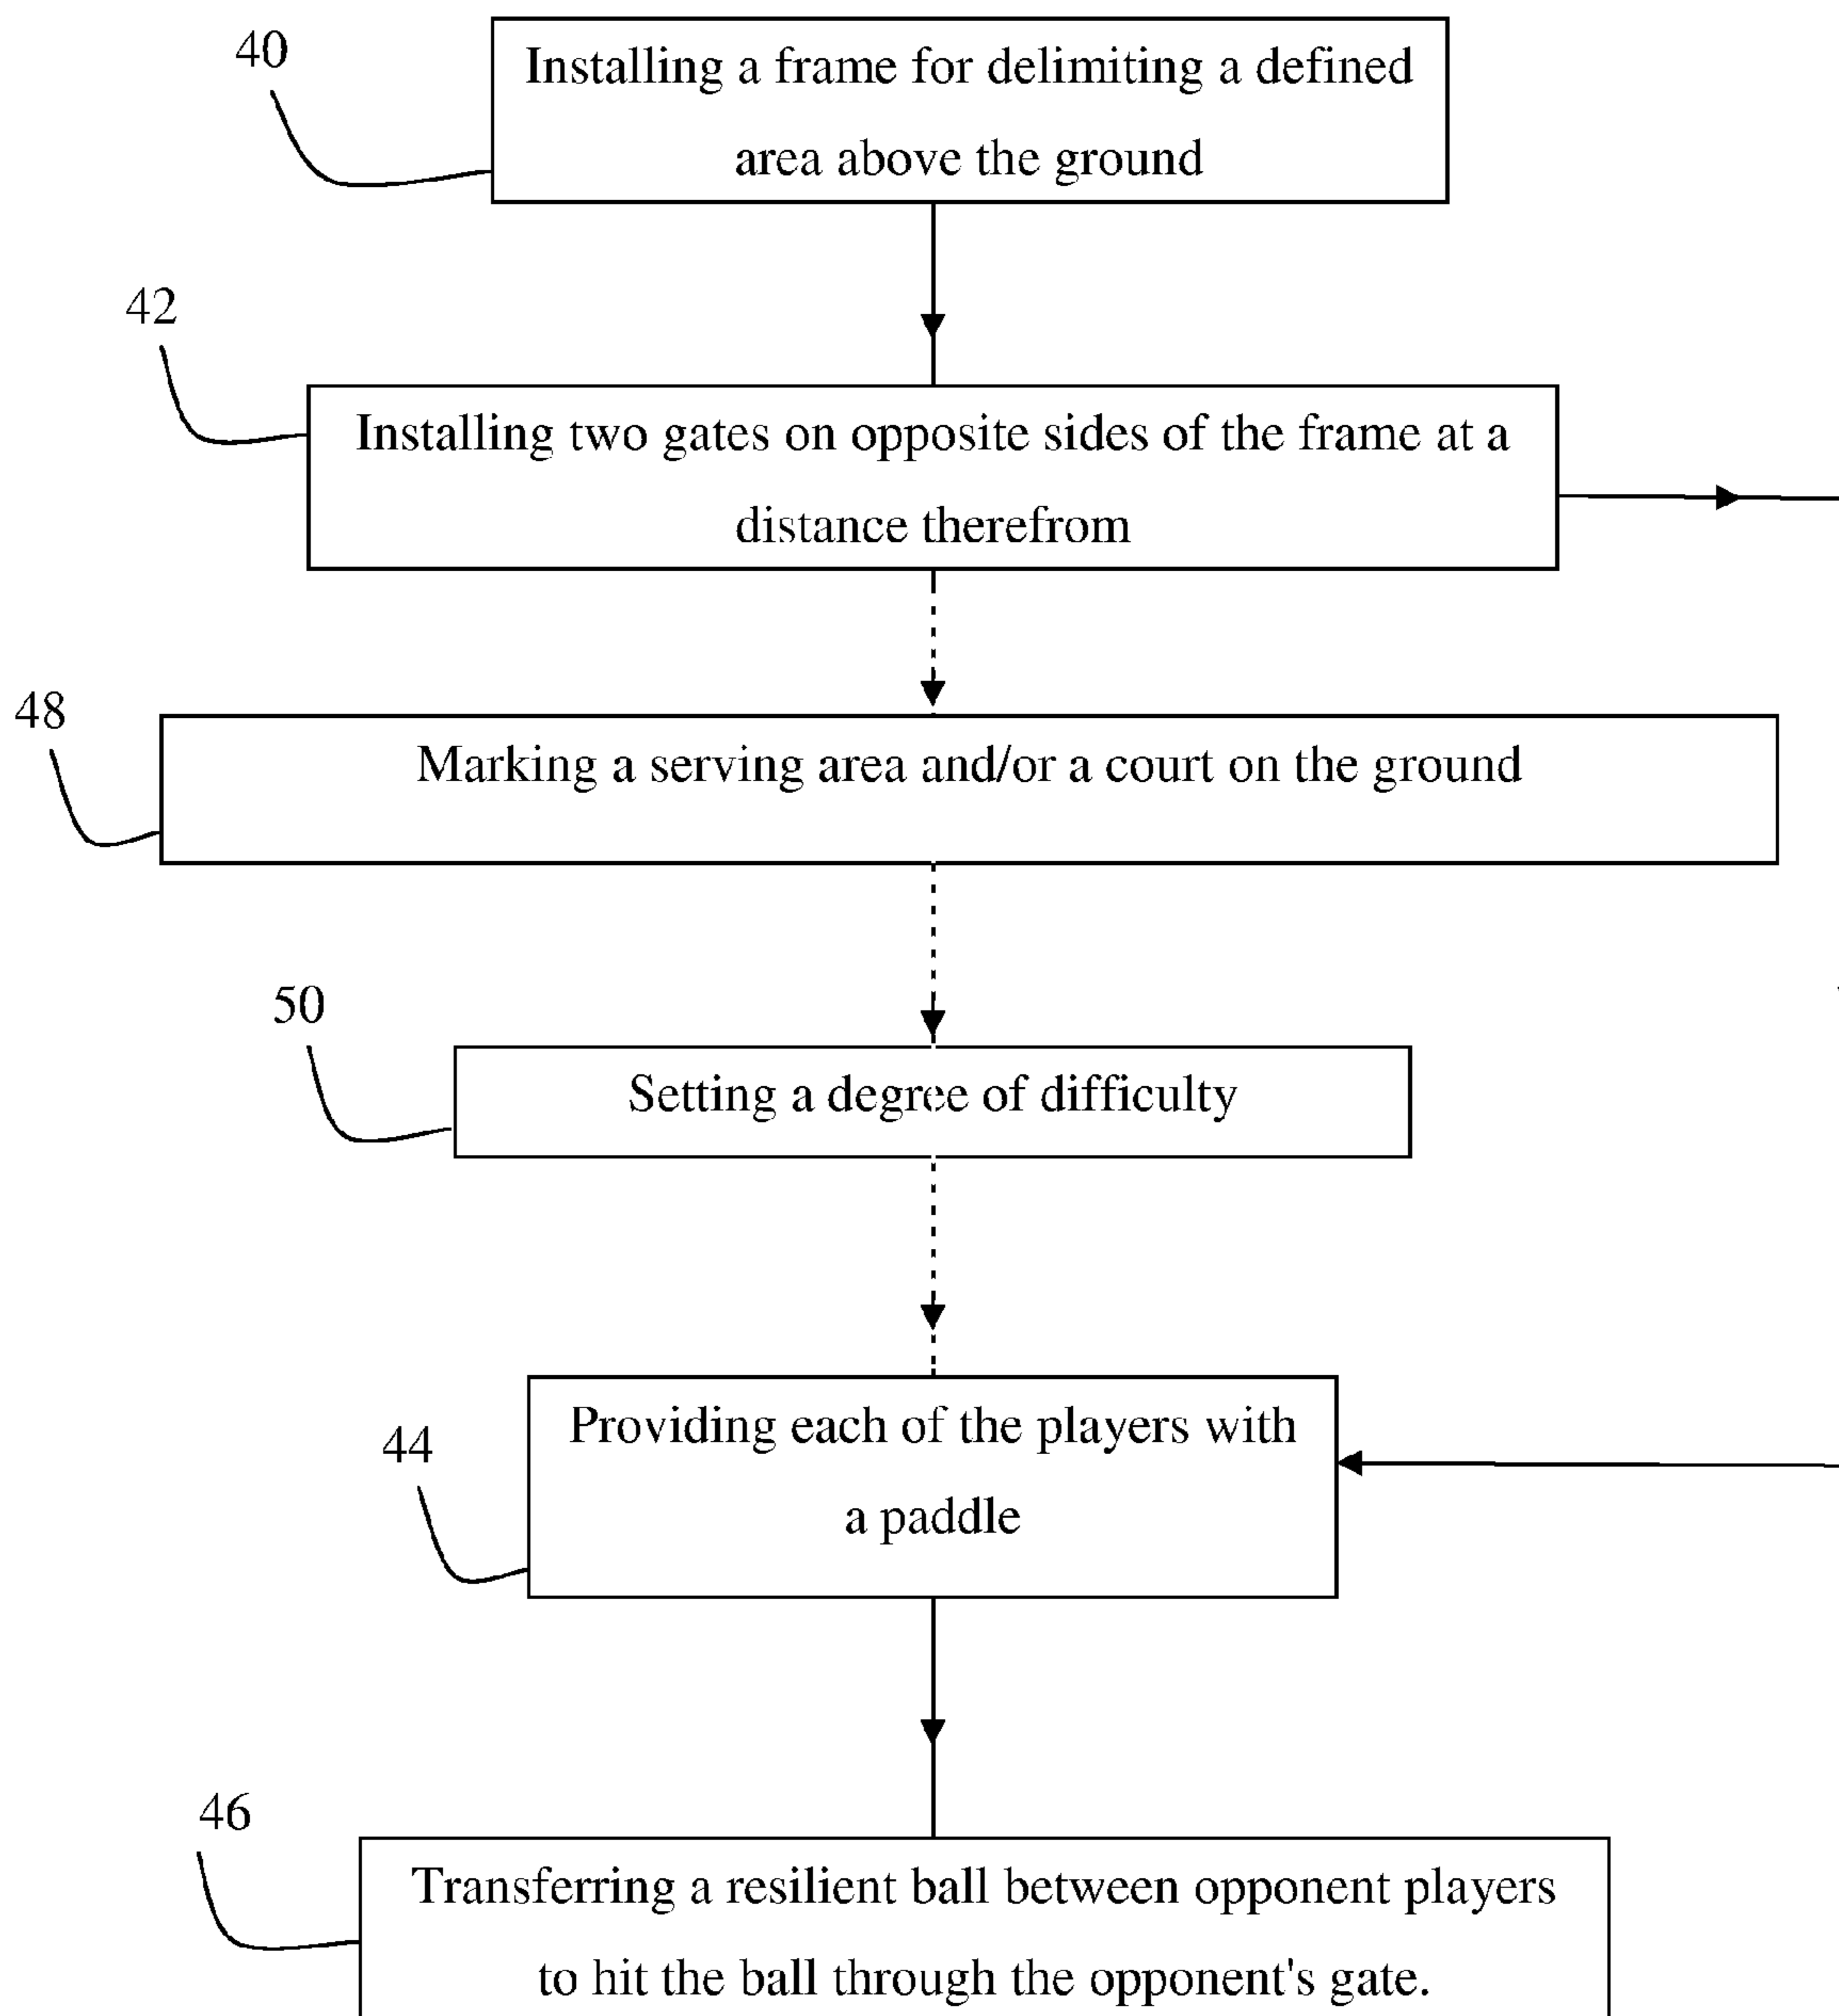 40
Installing a frame for delimiting a defined
area above the ground
42
Installing two gates on opposite sides of the frame at a
distance therefrom
48
Marking a serving area and/or a court on the ground
50
Setting a degree of difficulty
44
Providing each of the players with
a paddle
46
Transferring a resilient ball between opponent players
to hit the ball through the opponent's gate.